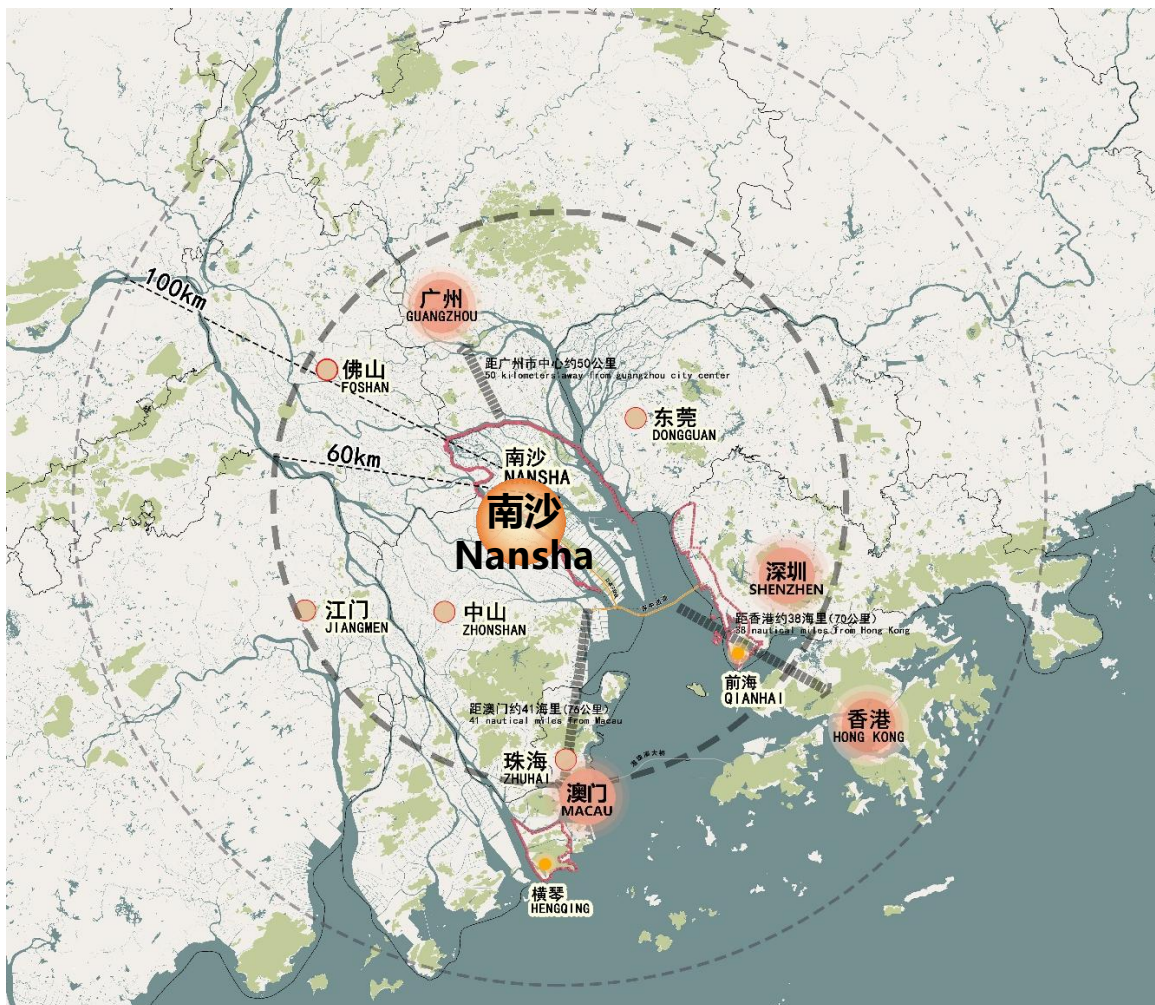 广州
GUANGZHOU
100km
距广州市中心约50公里
50 kilometers away from guangzhou city center
佛山
FOSHAN
东莞
DONGGUAN
60km
南沙
NANSHA
南沙
Nansha
深圳
SHENZHEN
江门
JIANGMEN
中山
ZHONSHAN
距香港约38海里(70公里)
38 nautical miles from Hong Kong
前海
QIANHAI
距澳门约41海里(76公里)
41 nautical miles from Macau
香港
HONG KONG
珠海
ZHUHAI
港珠澳大桥
澳门
MACAU
横琴
HENGQING